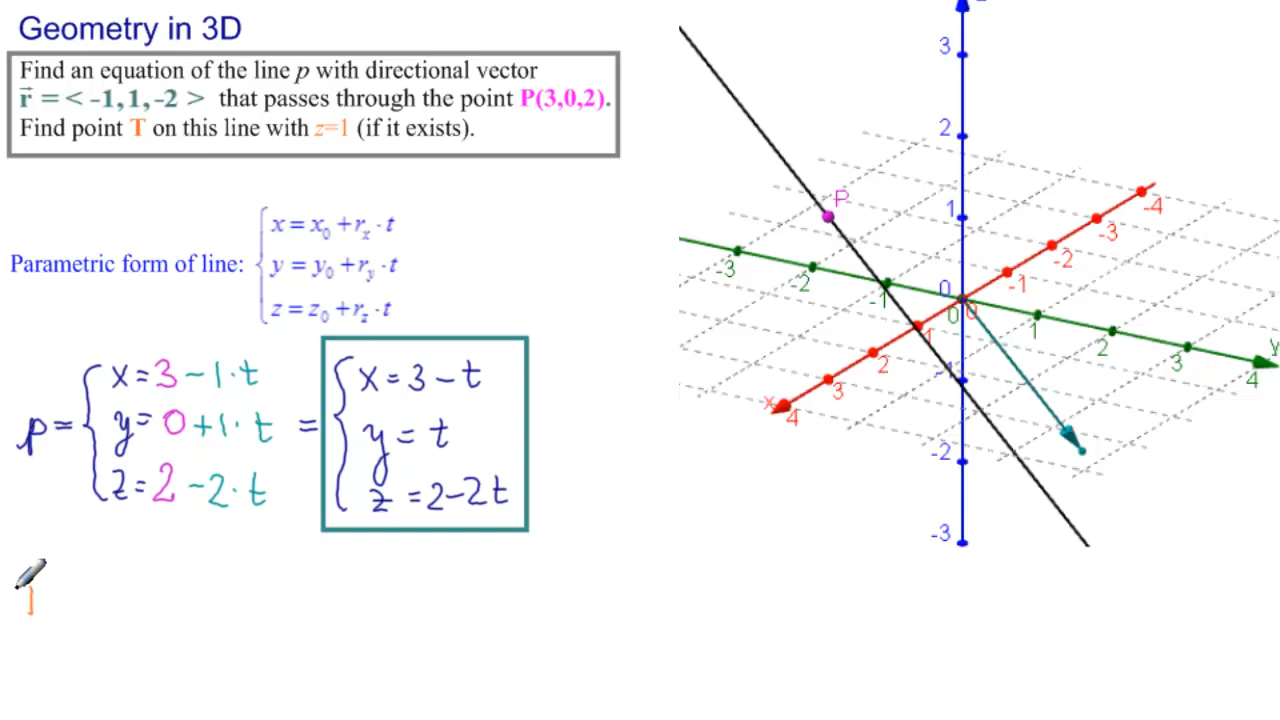 Geometry in 3D
Find an equation of the line p with directional vector
r⃗ = < -1, 1, -2 > that passes through the point P(3,0,2).
Find point T on this line with z=1 (if it exists).
Parametric form of line:
x = x₀ + rₓ · t
y = y₀ + r_y · t
z = z₀ + r_z · t
p = { x = 3 - 1 · t
y = 0 + 1 · t
z = 2 - 2 · t
= { x = 3 - t
y = t
z = 2 - 2t
3
2
1
0
-1
-2
-3
P
-4
-3
-2
-1
0
1
2
3
4
x
-3
-2
-1
0
1
2
3
4
y